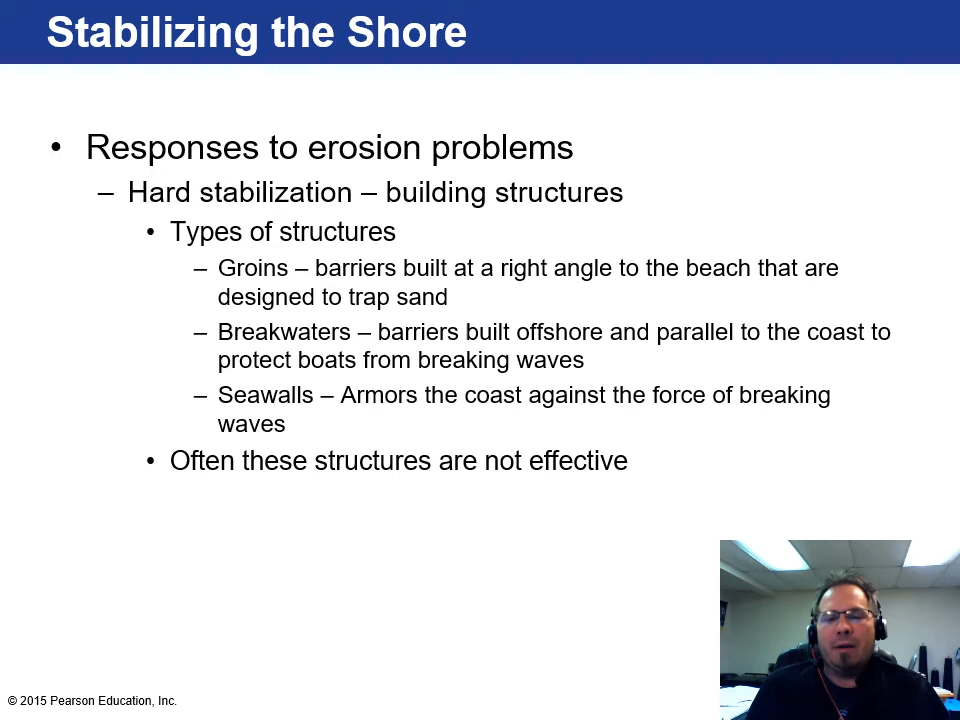 Stabilizing the Shore
• Responses to erosion problems
– Hard stabilization – building structures
• Types of structures
– Groins – barriers built at a right angle to the beach that are
designed to trap sand
– Breakwaters – barriers built offshore and parallel to the coast to
protect boats from breaking waves
– Seawalls – Armors the coast against the force of breaking
waves
• Often these structures are not effective
© 2015 Pearson Education, Inc.